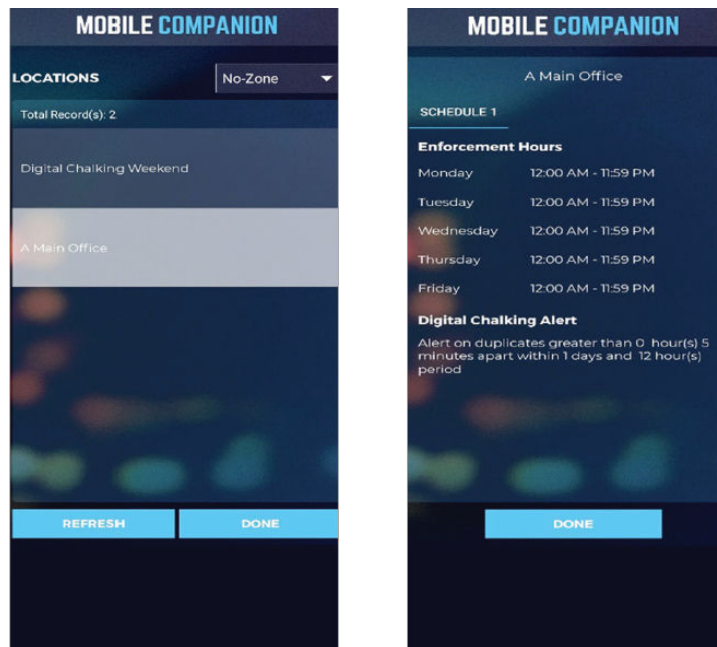 MOBILE COMPANION
LOCATIONS
No-Zone
Total Record(s): 2
Digital Chalking Weekend
A Main Office
REFRESH
DONE
MOBILE COMPANION
A Main Office
SCHEDULE 1
Enforcement Hours
Monday 12:00 AM - 11:59 PM
Tuesday 12:00 AM - 11:59 PM
Wednesday 12:00 AM - 11:59 PM
Thursday 12:00 AM - 11:59 PM
Friday 12:00 AM - 11:59 PM
Digital Chalking Alert
Alert on duplicates greater than 0 hour(s) 5
minutes apart within 1 days and 12 hour(s)
period
DONE